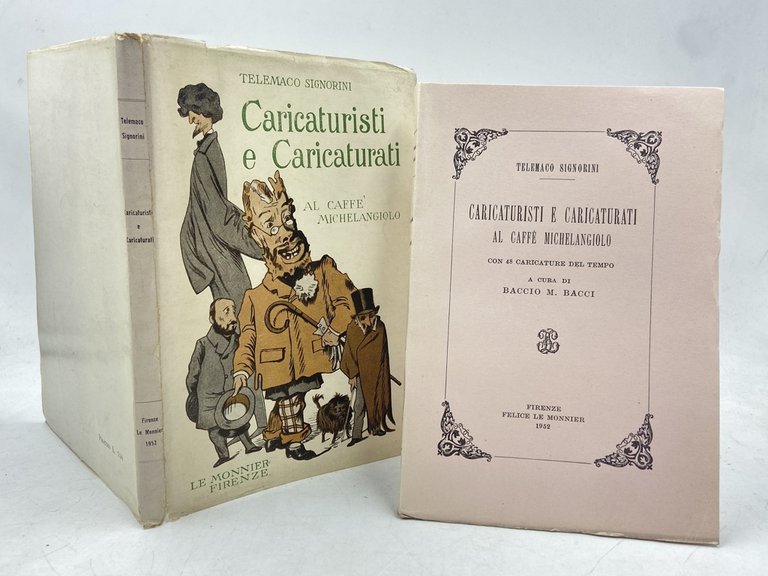 Telemaco
Signorini
Caricaturisti
e
Caricaturati
Firenze
Le Monnier
1952
TELEMACO SIGNORINI
Caricaturisti
e Caricaturati
AL CAFFE'
MICHELANGIOLO
LE MONNIER
FIRENZE
TELEMACO SIGNORINI
CARICATURISTI E CARICATURATI
AL CAFFÈ MICHELANGIOLO
CON 48 CARICATURE DEL TEMPO
A CURA DI
BACCIO M. BACCI
FIRENZE
FELICE LE MONNIER
1952